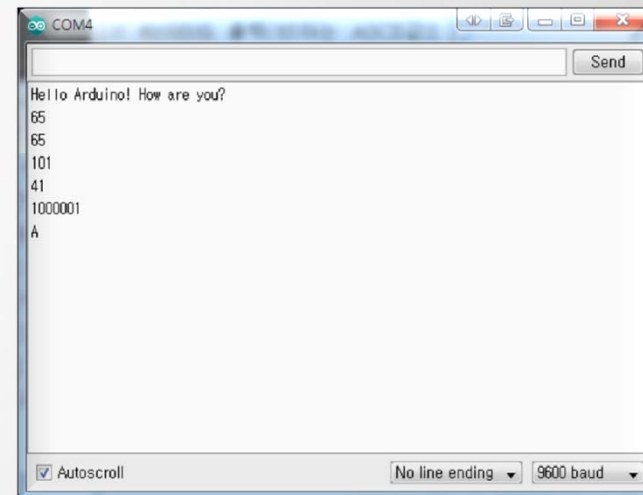 COM4
Send
Hello Arduino! How are you?
65
65
101
41
1000001
A
Autoscroll
No line ending
9600 baud